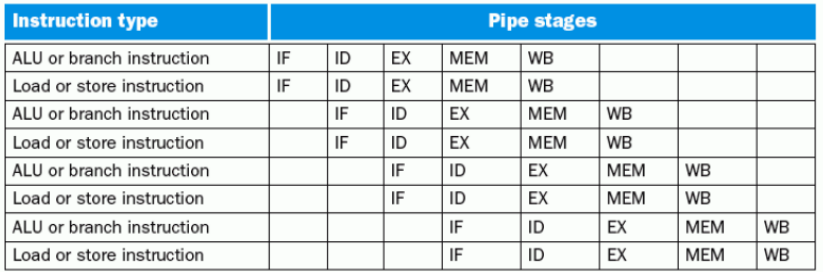 Instruction type Pipe stages
ALU or branch instruction IF ID EX MEM WB
Load or store instruction IF ID EX MEM WB
ALU or branch instruction IF ID EX MEM WB
Load or store instruction IF ID EX MEM WB
ALU or branch instruction IF ID EX MEM WB
Load or store instruction IF ID EX MEM WB
ALU or branch instruction IF ID EX MEM WB
Load or store instruction IF ID EX MEM WB